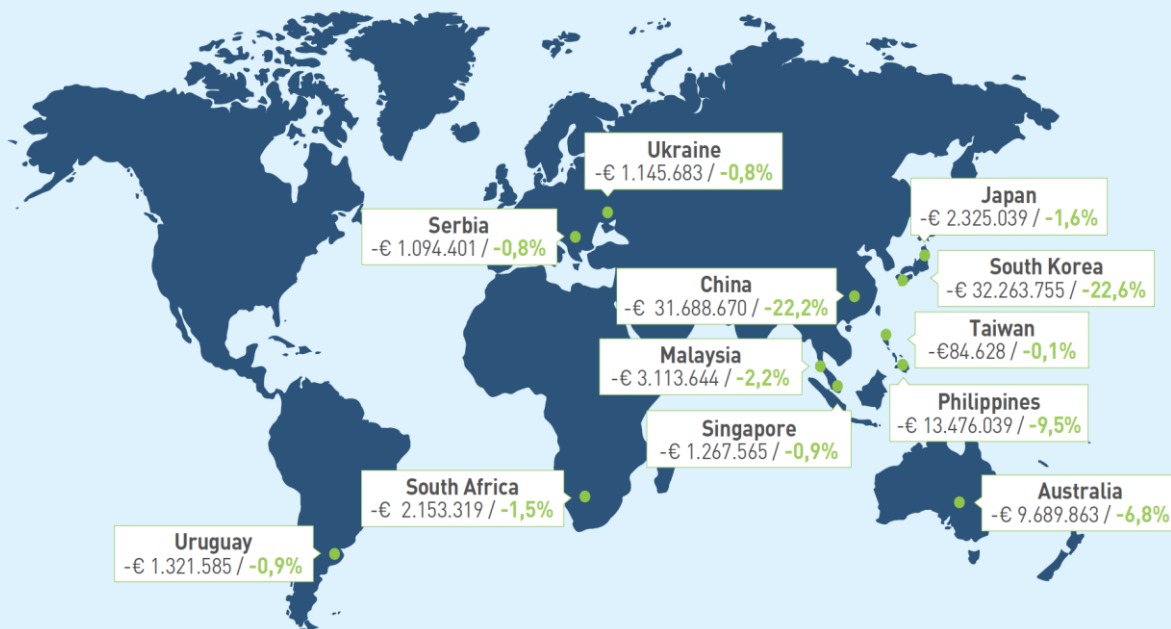 Ukraine
-€ 1.145.683 / -0,8%
Japan
-€ 2.325.039 / -1,6%
Serbia
-€ 1.094.401 / -0,8%
South Korea
-€ 32.263.755 / -22,6%
China
-€ 31.688.670 / -22,2%
Taiwan
-€84.628 / -0,1%
Malaysia
-€ 3.113.644 / -2,2%
Philippines
-€ 13.476.039 / -9,5%
Singapore
-€ 1.267.565 / -0,9%
South Africa
-€ 2.153.319 / -1,5%
Australia
-€ 9.689.863 / -6,8%
Uruguay
-€ 1.321.585 / -0,9%